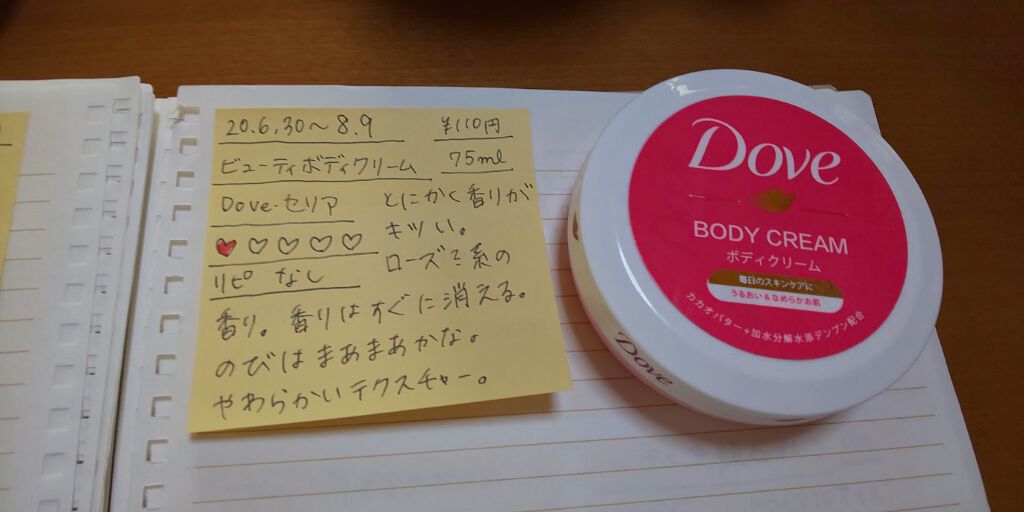 20.6.30〜8.9
¥110円
ビューティボディクリーム
75ml
Dove・セリア
♥♡♡♡♡
リピ なし
とにかく香りが
キツい。
ローズ系の
香り。香りはすぐに消える。
のびは まあまあかな。
やわらかいテクスチャー。
Dove
BODY CREAM
ボディクリーム
毎日のスキンケアに
うるおい&なめらかお肌
カカオバター+加水分解水添デンプン配合
Dove